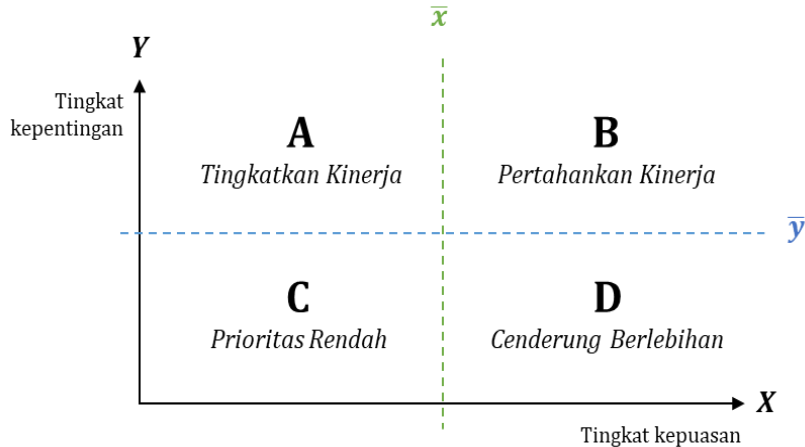 x̅
Y
Tingkat
kepentingan
A
Tingkatkan Kinerja
B
Pertahankan Kinerja
y̅
C
Prioritas Rendah
D
Cenderung Berlebihan
X
Tingkat kepuasan